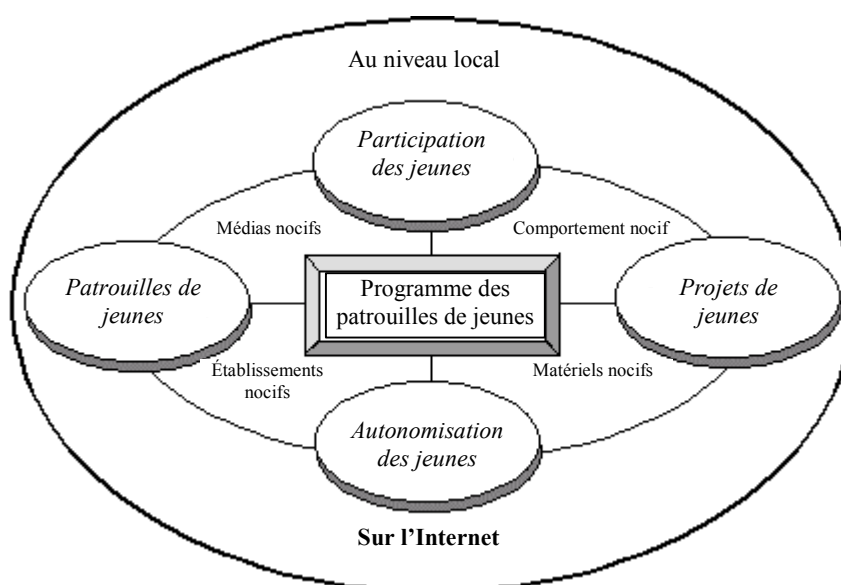 Au niveau local
Participation
des jeunes
Médias nocifs
Comportement nocif
Patrouilles de
jeunes
Programme des
patrouilles de jeunes
Projets de
jeunes
Établissements
nocifs
Matériels nocifs
Autonomisation
des jeunes
Sur l’Internet